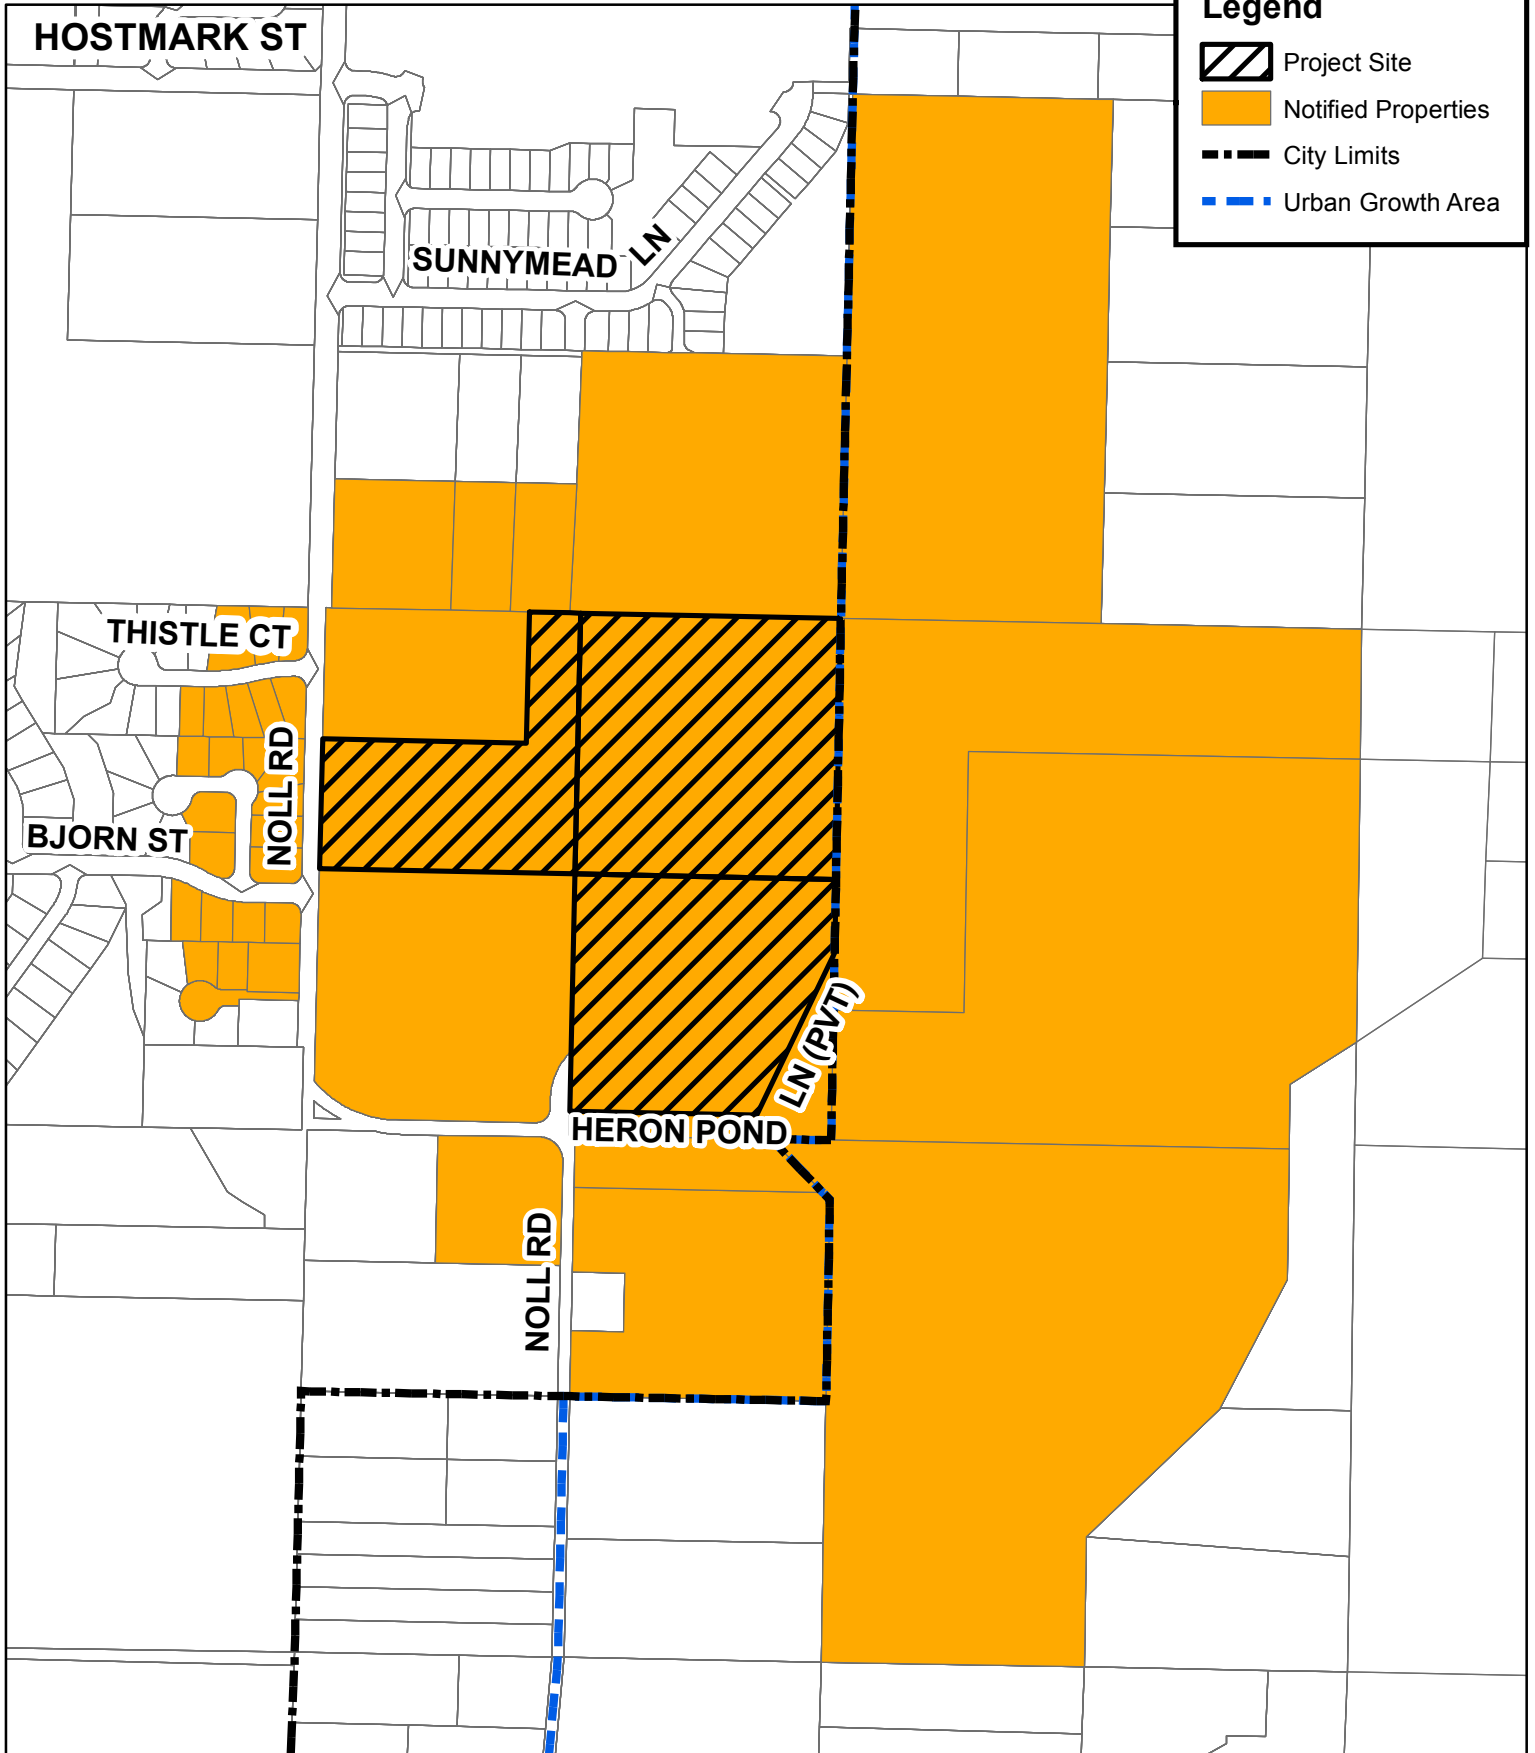 Legend
Project Site
Notified Properties
City Limits
Urban Growth Area
HOSTMARK ST
SUNNYMEAD LN
THISTLE CT
NOLL RD
BJORN ST
LN (PVT)
HERON POND
NOLL RD